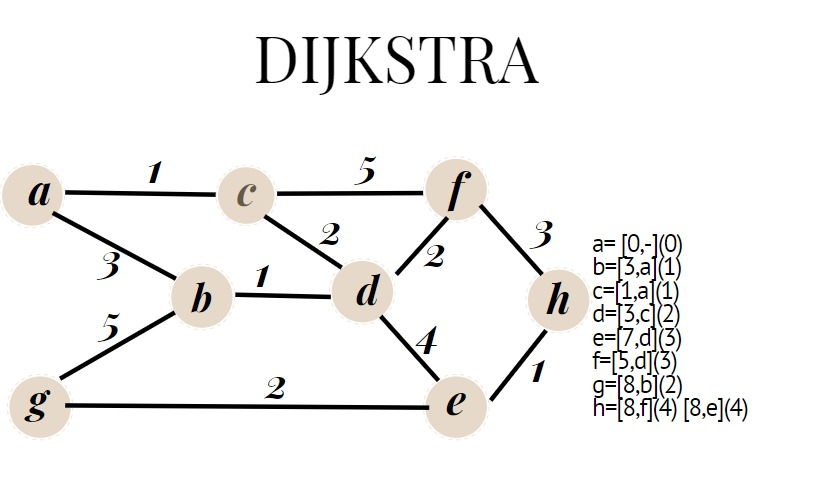 DIJKSTRA
a 1 c 5 f
3 2 2 3
b 1 d h
5 4 1
g 2 e
a= [0,-](0)
b=[3,a](1)
c=[1,a](1)
d=[3,c](2)
e=[7,d](3)
f=[5,d](3)
g=[8,b](2)
h=[8,f](4) [8,e](4)